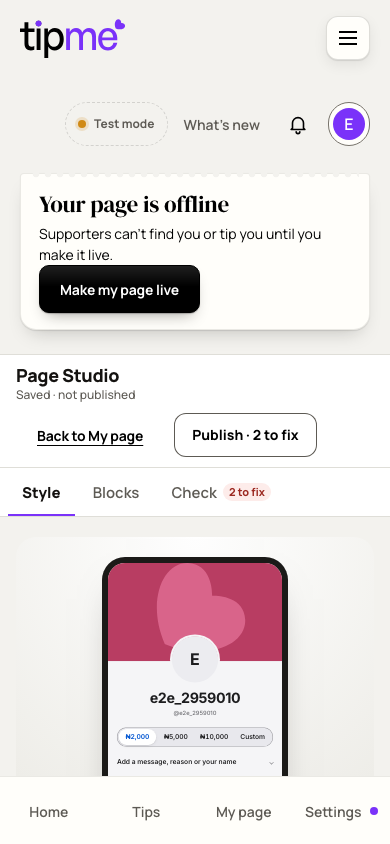 tipme
Test mode
What's new
E
Your page is offline
Supporters can't find you or tip you until you
make it live.
Make my page live
Page Studio
Saved · not published
Back to My page
Publish · 2 to fix
Style
Blocks
Check
2 to fix
E
e2e_2959010
@e2e_2959010
₦2,000
₦5,000
₦10,000
Custom
Add a message, reason or your name
Home
Tips
My page
Settings